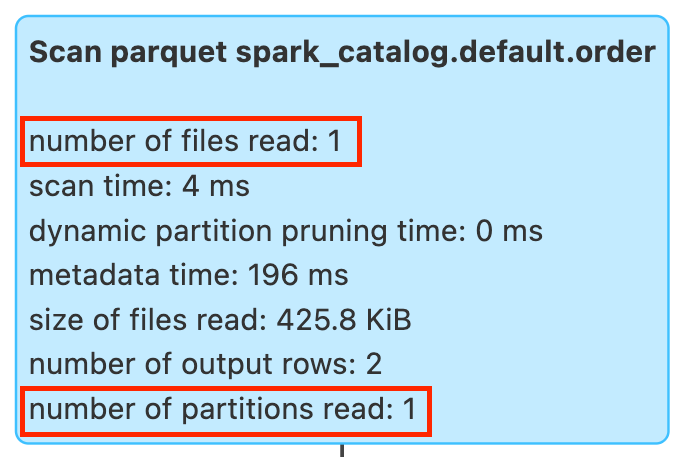 Scan parquet spark_catalog.default.order
number of files read: 1
scan time: 4 ms
dynamic partition pruning time: 0 ms
metadata time: 196 ms
size of files read: 425.8 KiB
number of output rows: 2
number of partitions read: 1